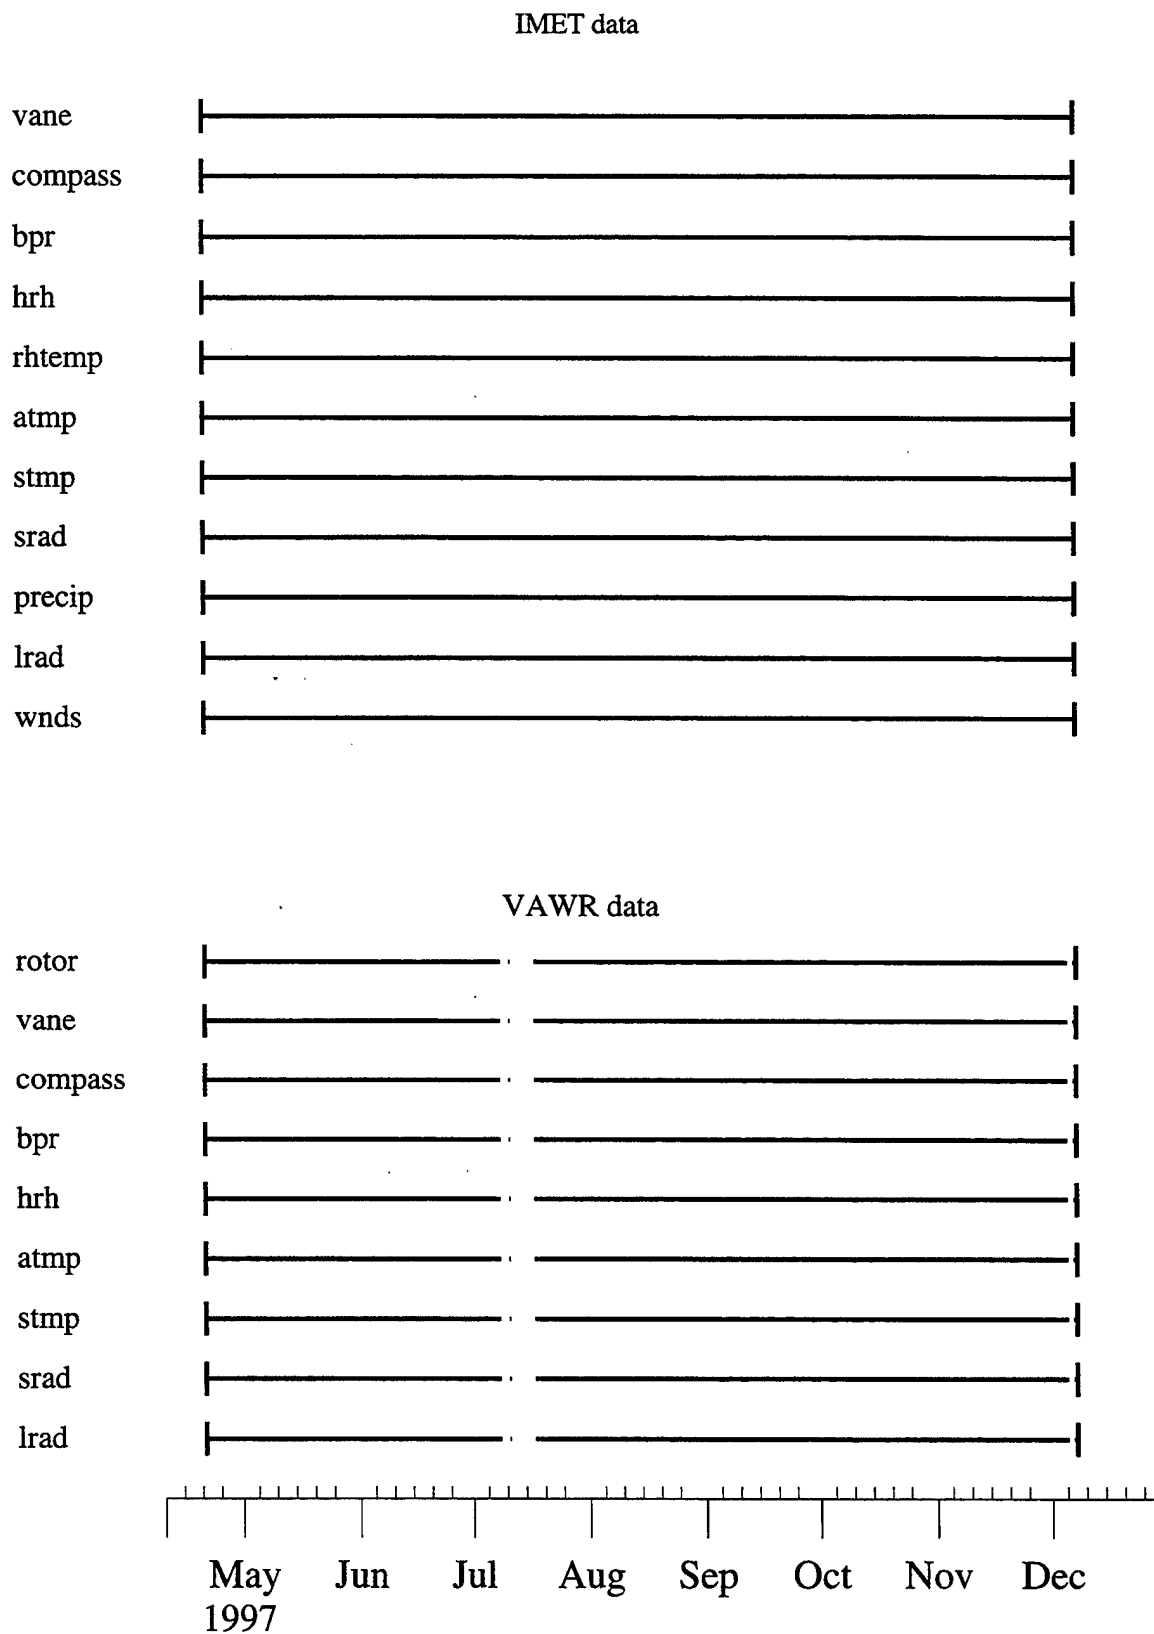 IMET data
vane
compass
bpr
hrh
rhtemp
atmp
stmp
srad
precip
lrad
wnds
VAWR data
rotor
vane
compass
bpr
hrh
atmp
stmp
srad
lrad
May Jun Jul Aug Sep Oct Nov Dec
1997